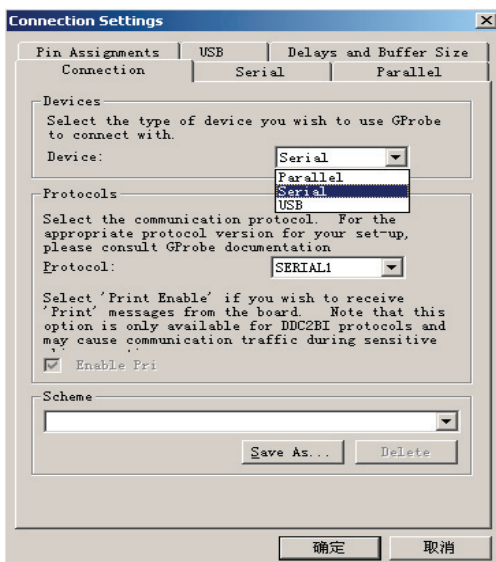 Connection Settings
Pin Assignments USB Delays and Buffer Size
Connection Serial Parallel
Devices
Select the type of device you wish to use GProbe
to connect with.
Device: Serial
Parallel
Serial
USB
Protocols
Select the communication protocol. For the
appropriate protocol version for your set-up,
please consult GProbe documentation
Protocol: SERIAL1
Select 'Print Enable' if you wish to receive
'Print' messages from the board. Note that this
option is only available for DDC2BI protocols and
may cause communication traffic during sensitive
Enable Pri
Scheme
Save As... Delete
确定 取消